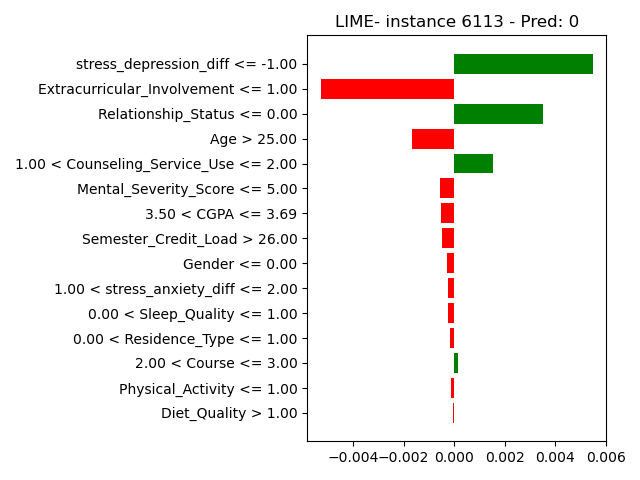 LIME- instance 6113 - Pred: 0
stress_depression_diff <= -1.00
Extracurricular_Involvement <= 1.00
Relationship_Status <= 0.00
Age > 25.00
1.00 < Counseling_Service_Use <= 2.00
Mental_Severity_Score <= 5.00
3.50 < CGPA <= 3.69
Semester_Credit_Load > 26.00
Gender <= 0.00
1.00 < stress_anxiety_diff <= 2.00
0.00 < Sleep_Quality <= 1.00
0.00 < Residence_Type <= 1.00
2.00 < Course <= 3.00
Physical_Activity <= 1.00
Diet_Quality > 1.00
−0.004 −0.002 0.000 0.002 0.004 0.006